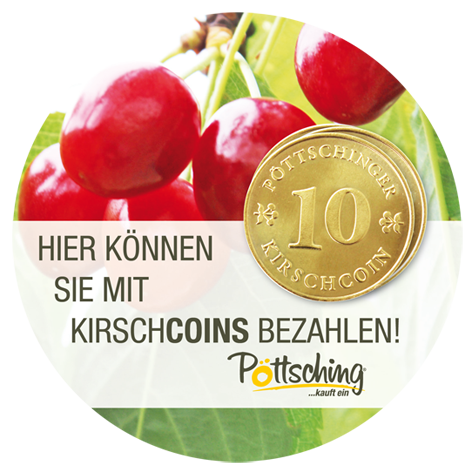 PÖTTSCHINGER
10
KIRSCHCOIN
HIER KÖNNEN
SIE MIT
KIRSCHCOINS BEZAHLEN!
Pöttsching
...kauft ein